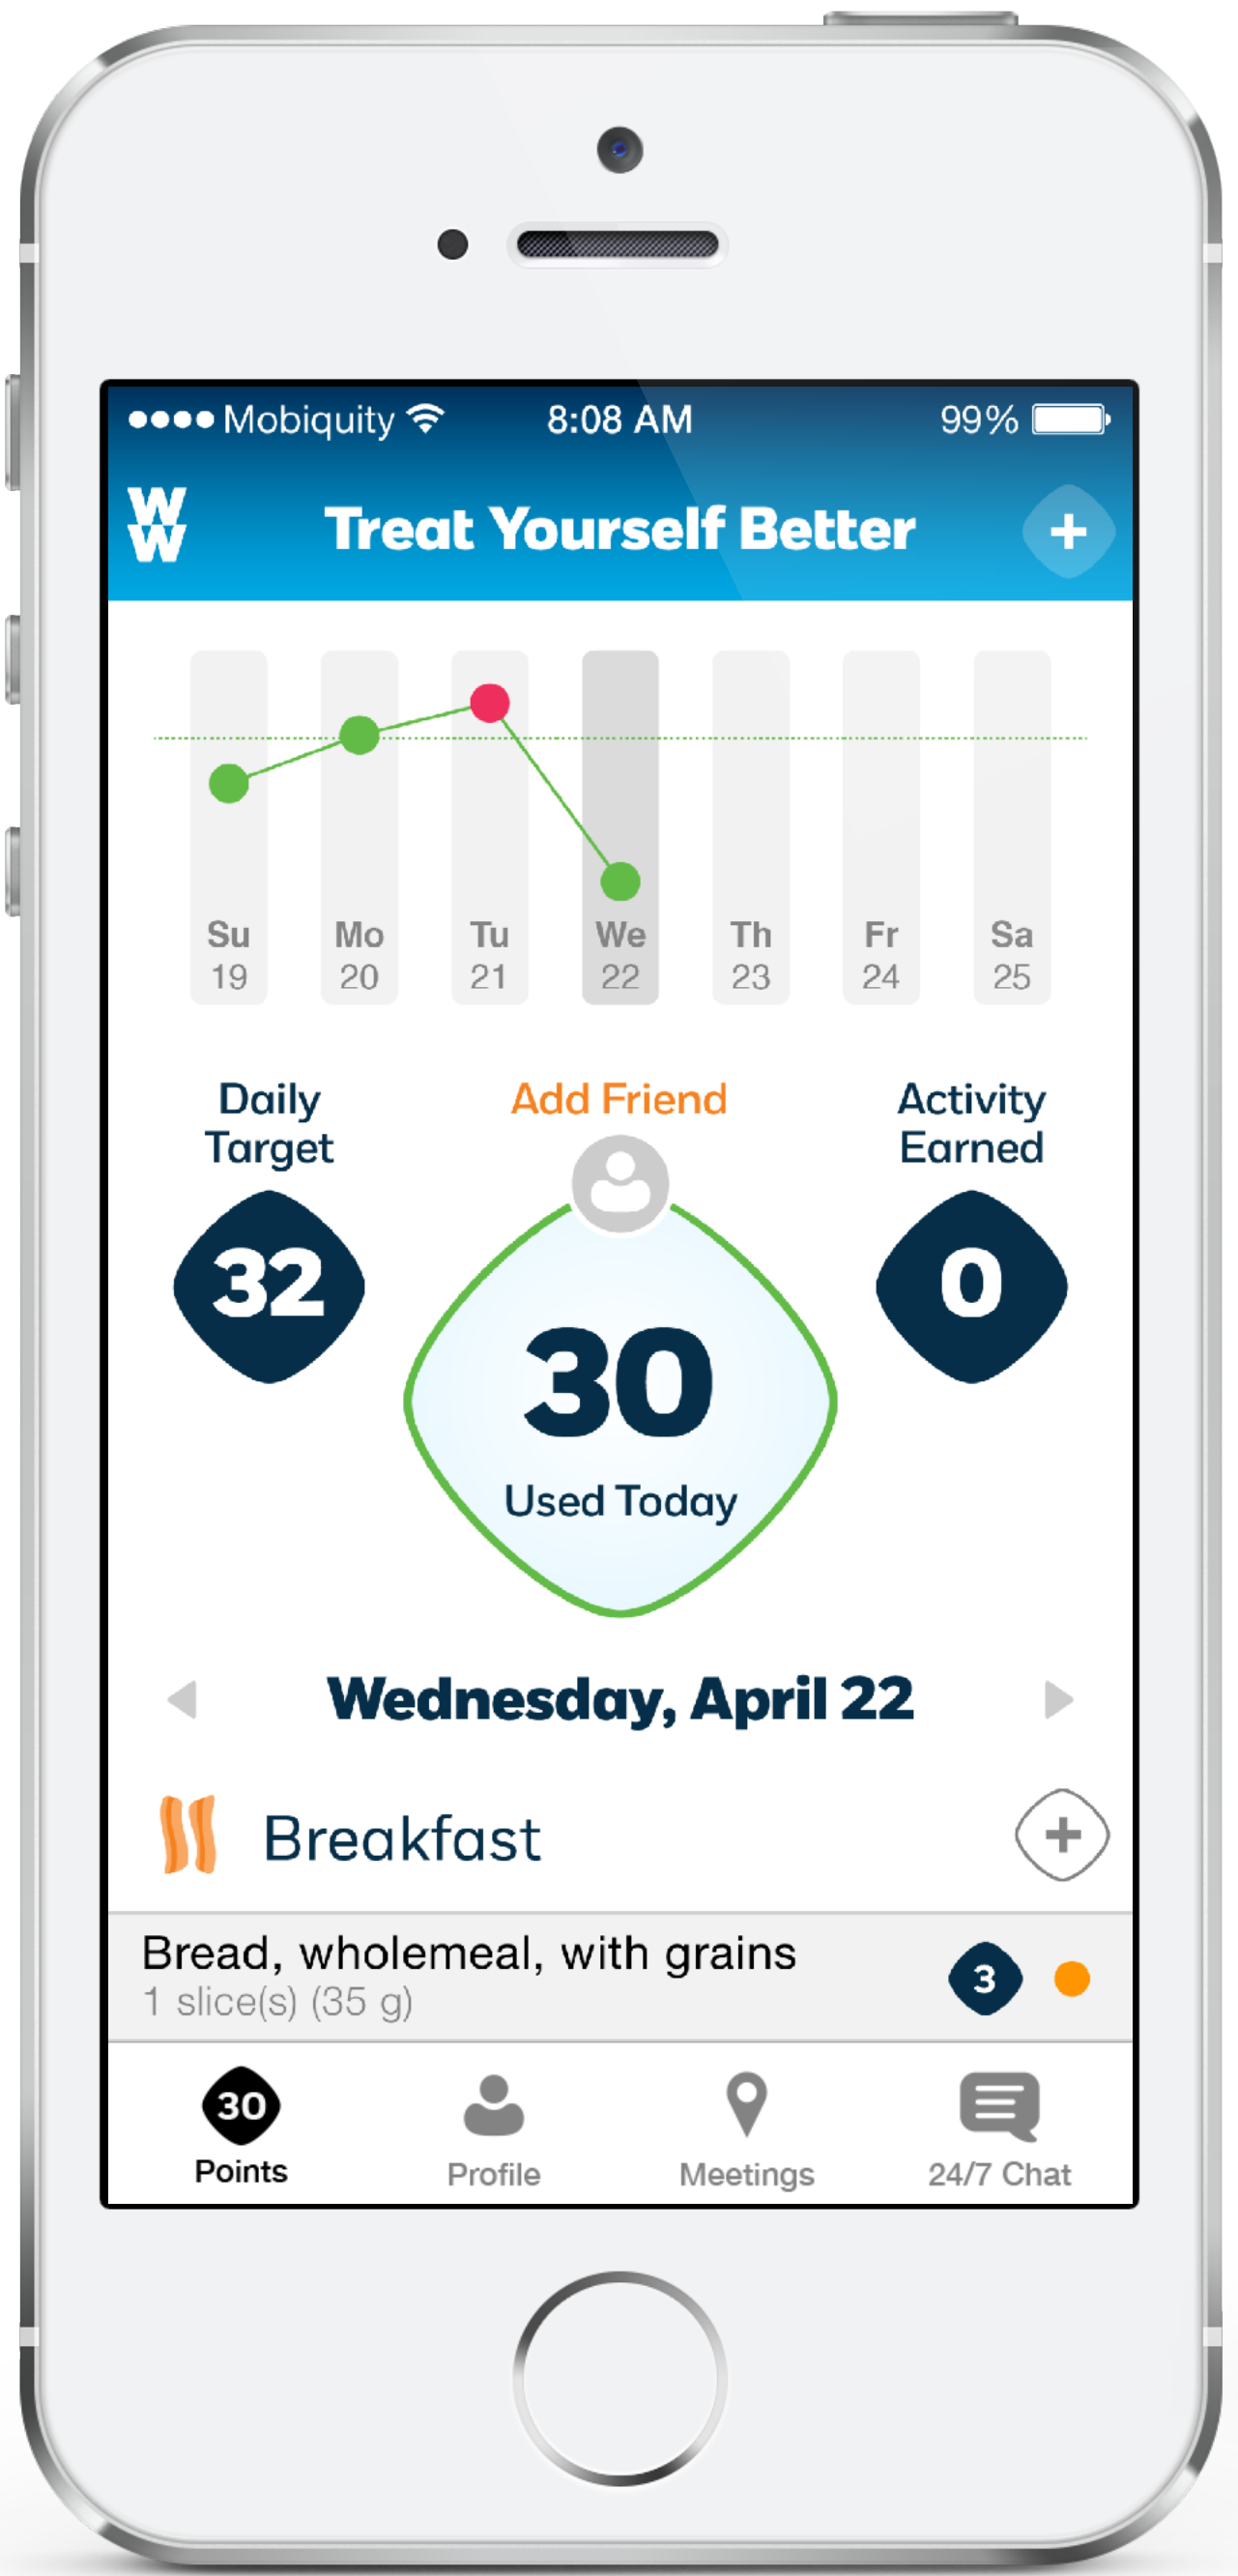 Mobiquity 8:08 AM 99%
W
W
Treat Yourself Better
+
Su Mo Tu We Th Fr Sa
19 20 21 22 23 24 25
Daily
Target
Add Friend
Activity
Earned
32
0
30
Used Today
Wednesday, April 22
Breakfast
+
Bread, wholemeal, with grains
1 slice(s) (35 g)
3
30
Points
Profile
Meetings
24/7 Chat